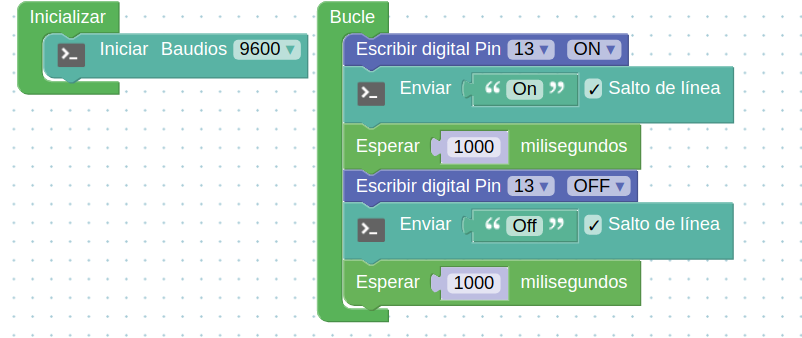 Inicializar
Iniciar Baudios 9600
Bucle
Escribir digital Pin 13 ON
Enviar “ On ” ✓ Salto de línea
Esperar 1000 milisegundos
Escribir digital Pin 13 OFF
Enviar “ Off ” ✓ Salto de línea
Esperar 1000 milisegundos